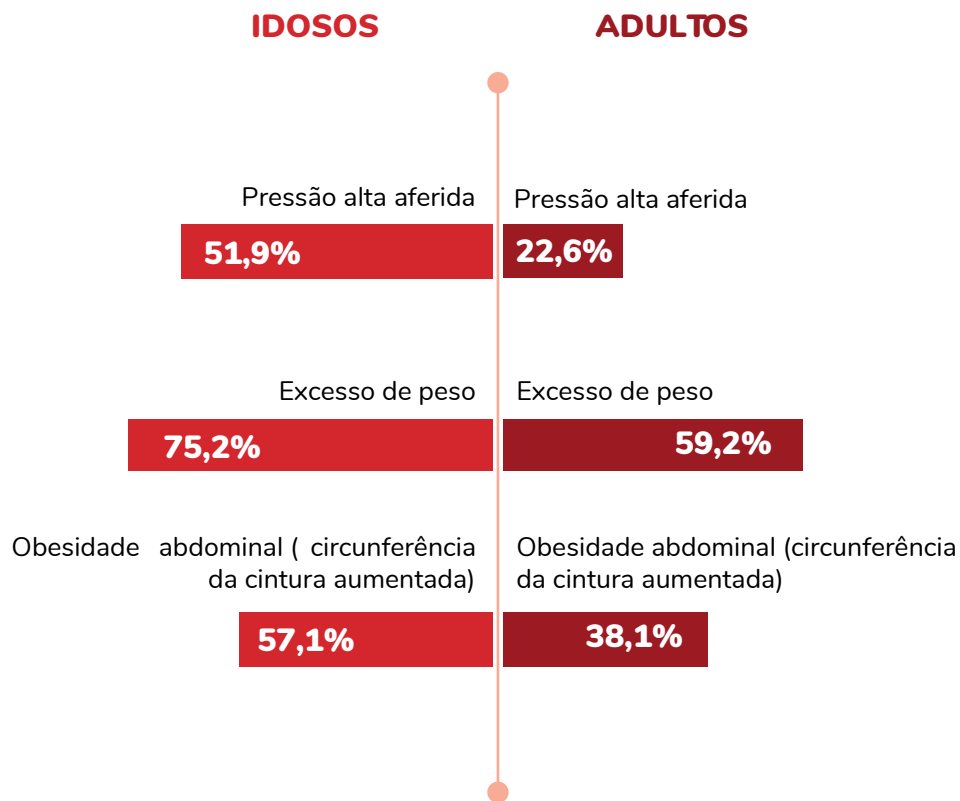 IDOSOS
ADULTOS
Pressão alta aferida
Pressão alta aferida
51,9%
22,6%
Excesso de peso
Excesso de peso
75,2%
59,2%
Obesidade abdominal ( circunferência
da cintura aumentada)
Obesidade abdominal (circunferência
da cintura aumentada)
57,1%
38,1%